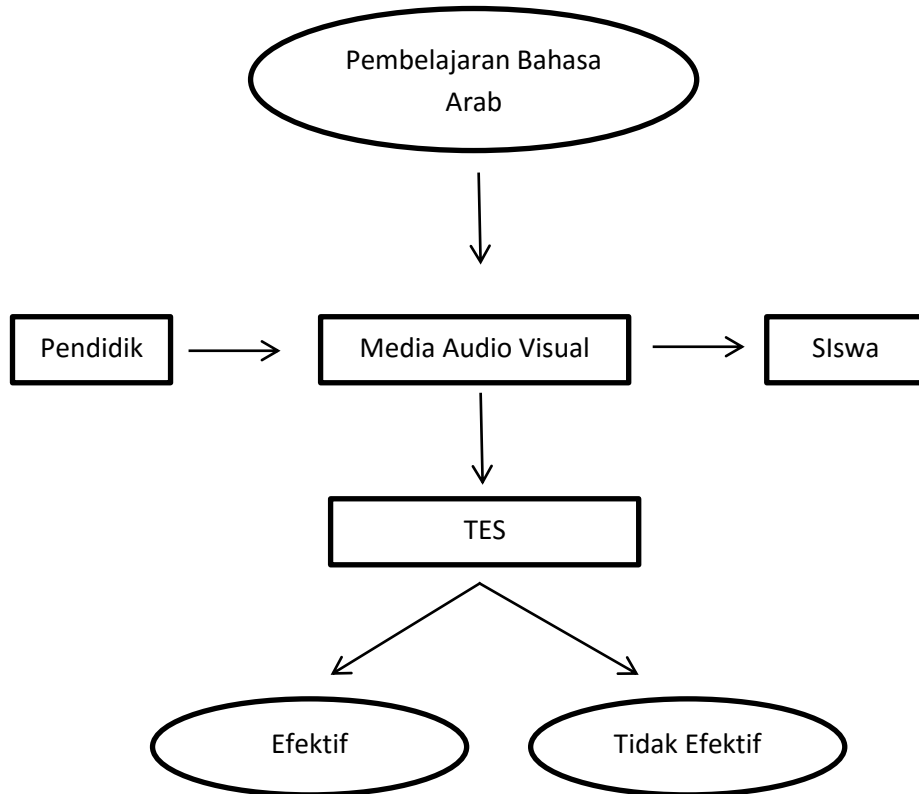 Pembelajaran Bahasa
Arab
Pendidik
Media Audio Visual
SIswa
TES
Efektif
Tidak Efektif